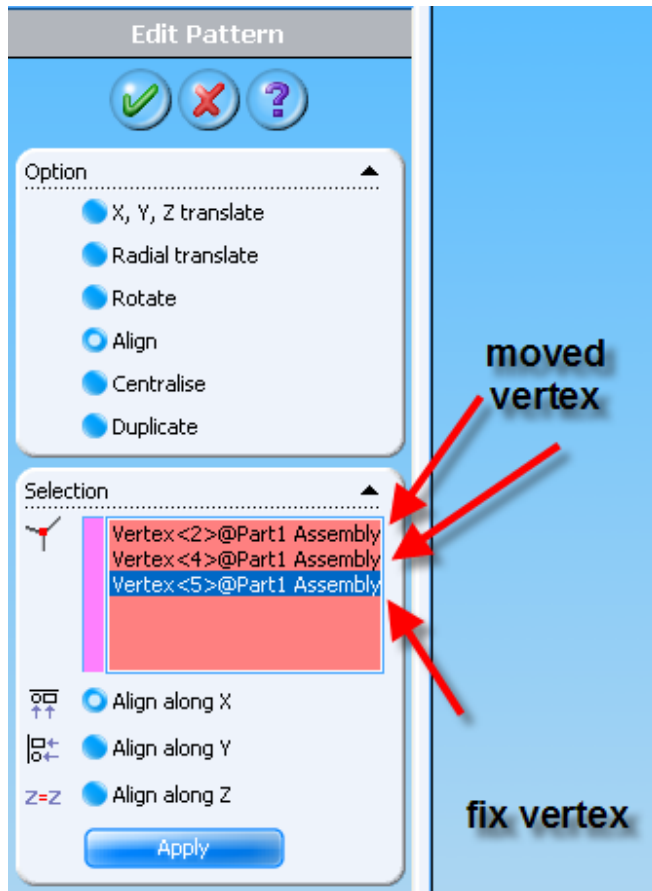 Edit Pattern
?
Option
X, Y, Z translate
Radial translate
Rotate
Align
Centralise
Duplicate
moved
vertex
Selection
Vertex<2>@Part1 Assembly
Vertex<4>@Part1 Assembly
Vertex<5>@Part1 Assembly
Align along X
Align along Y
Z=Z Align along Z
fix vertex
Apply